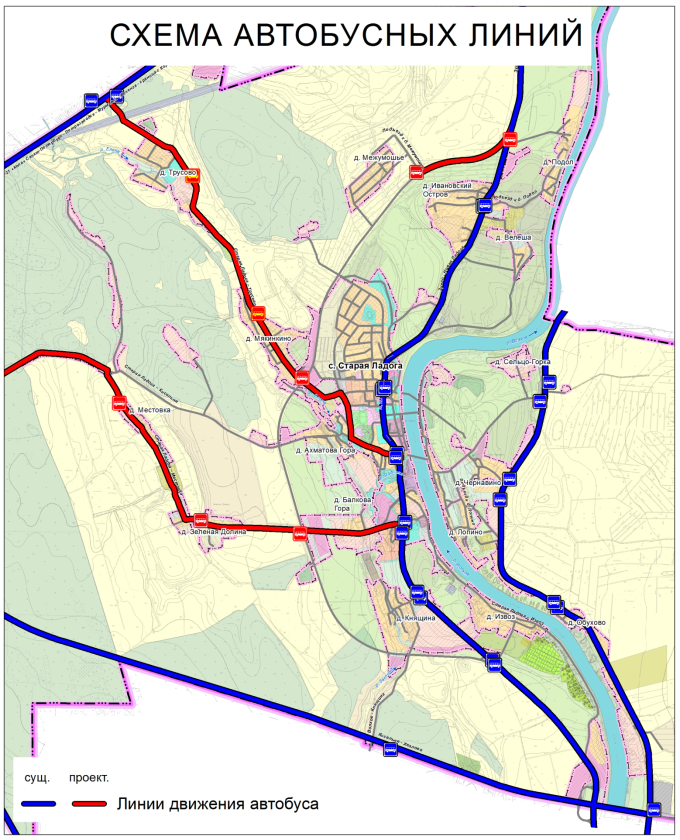 СХЕМА АВТОБУСНЫХ ЛИНИЙ
д. Межумошье
д. Подол
д. Трусово
д. Ивановский
Остров
д. Велеша
д. Мякинкино
с. Старая Ладога
д. Сельцо-Горка
д. Местовка
д. Ахматова Гора
д. Чернавино
д. Балкова
Гора
д. Зеленая Долина
д. Лопино
д. Княщина
д. Извоз
д. Обухово
сущ. проект.
Линии движения автобуса